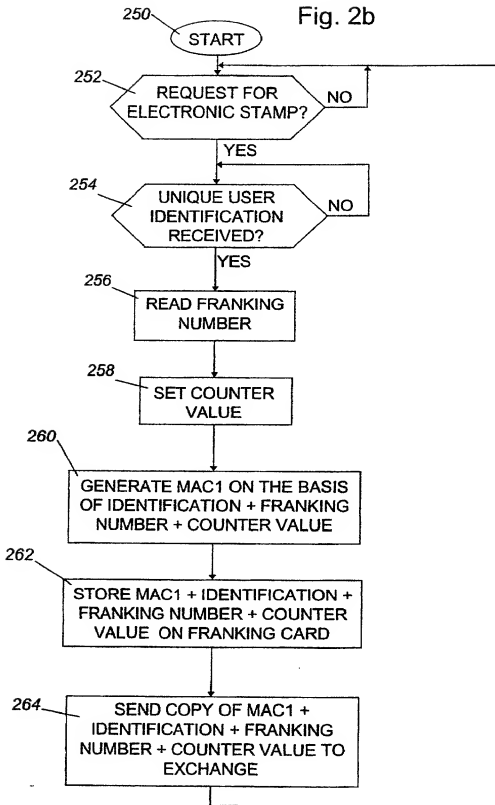 Fig. 2b
250
START
252
REQUEST FOR
ELECTRONIC STAMP?
NO
YES
254
UNIQUE USER
IDENTIFICATION
RECEIVED?
NO
YES
256
READ FRANKING
NUMBER
258
SET COUNTER
VALUE
260
GENERATE MAC1 ON THE BASIS
OF IDENTIFICATION + FRANKING
NUMBER + COUNTER VALUE
262
STORE MAC1 + IDENTIFICATION +
FRANKING NUMBER + COUNTER
VALUE ON FRANKING CARD
264
SEND COPY OF MAC1 +
IDENTIFICATION + FRANKING
NUMBER + COUNTER VALUE TO
EXCHANGE